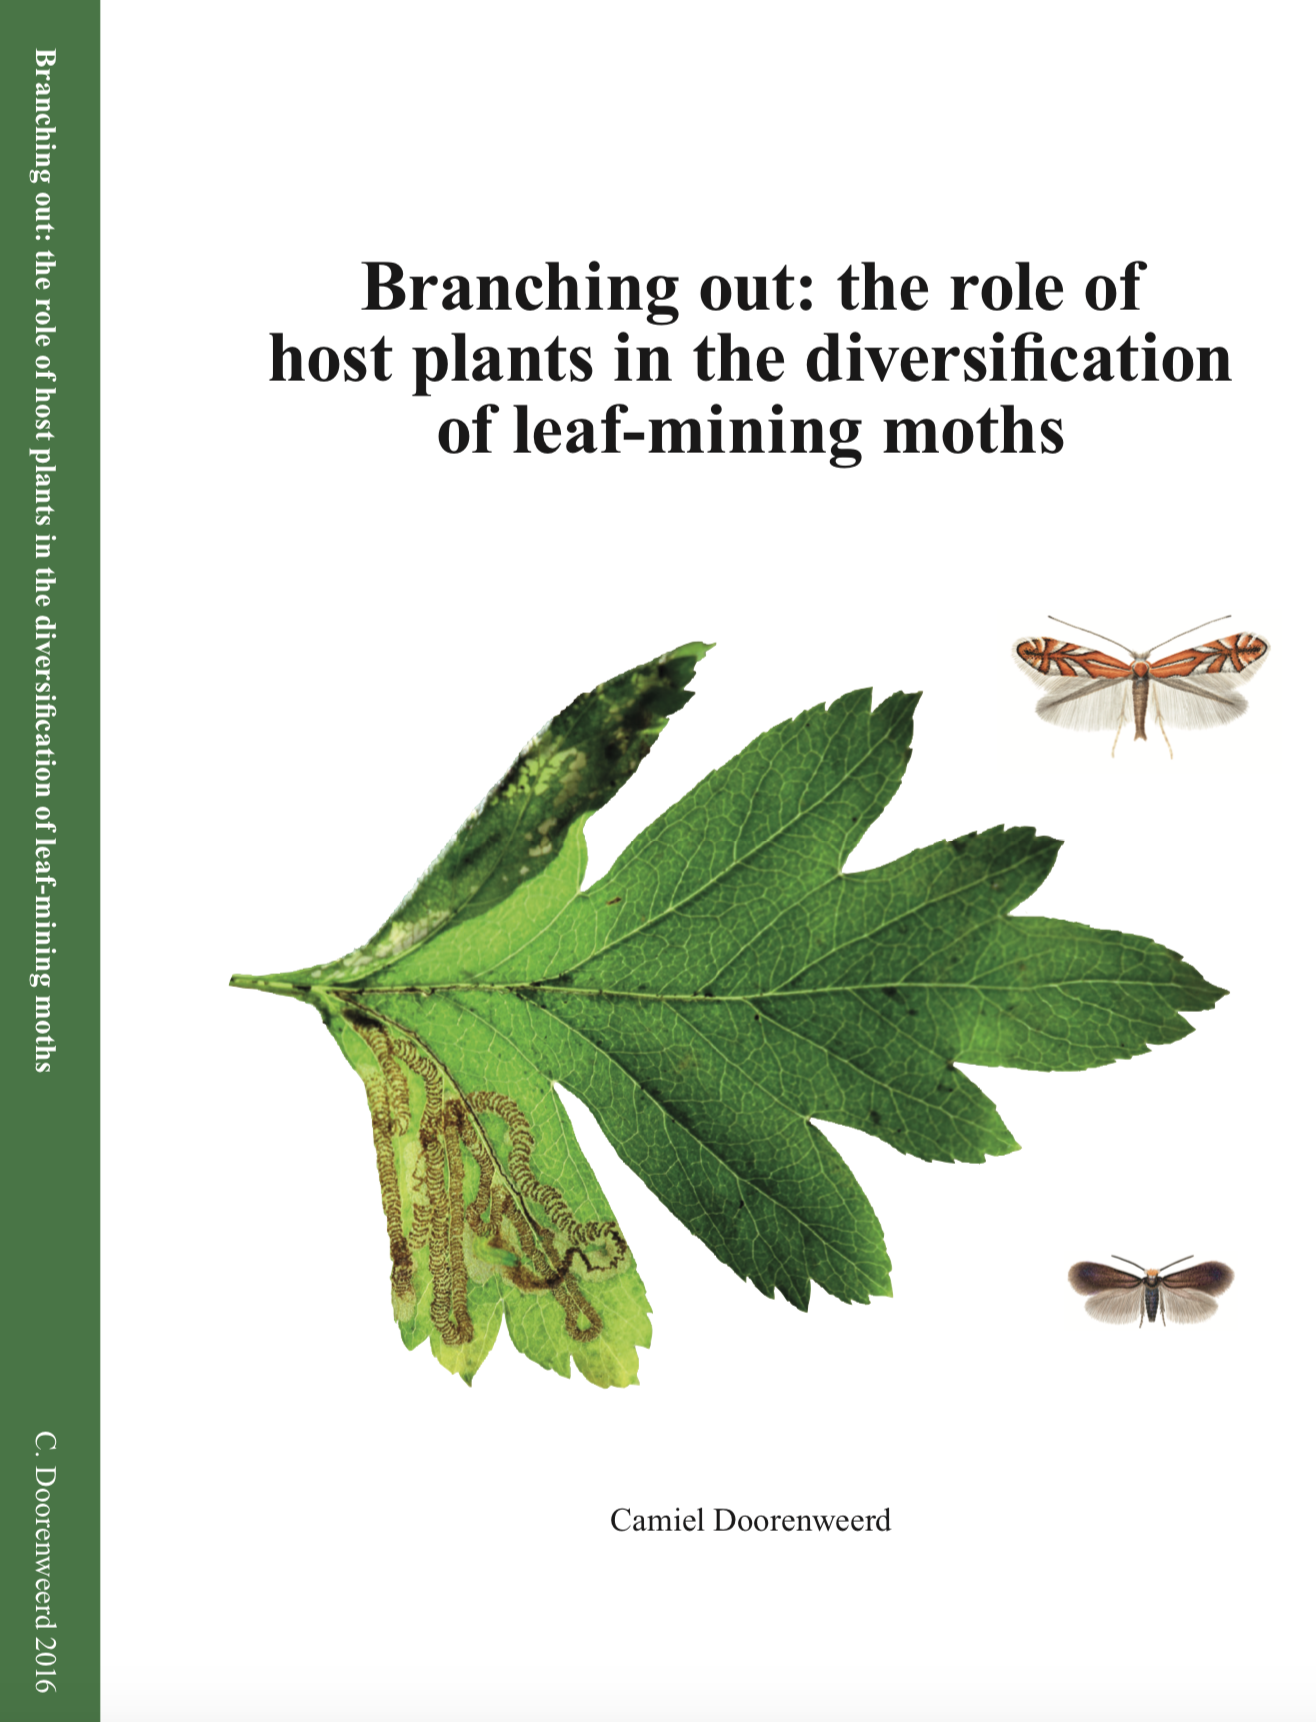 Branching out: the role of host plants in the diversification of leaf-mining moths
C. Doorenweerd 2016
Branching out: the role of
host plants in the diversification
of leaf-mining moths
Camiel Doorenweerd